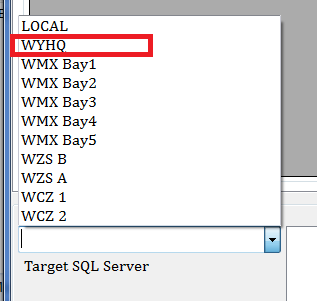 LOCAL
WYHQ
WMX Bay1
WMX Bay2
WMX Bay3
WMX Bay4
WMX Bay5
WZS B
WZS A
WCZ 1
WCZ 2
Target SQL Server